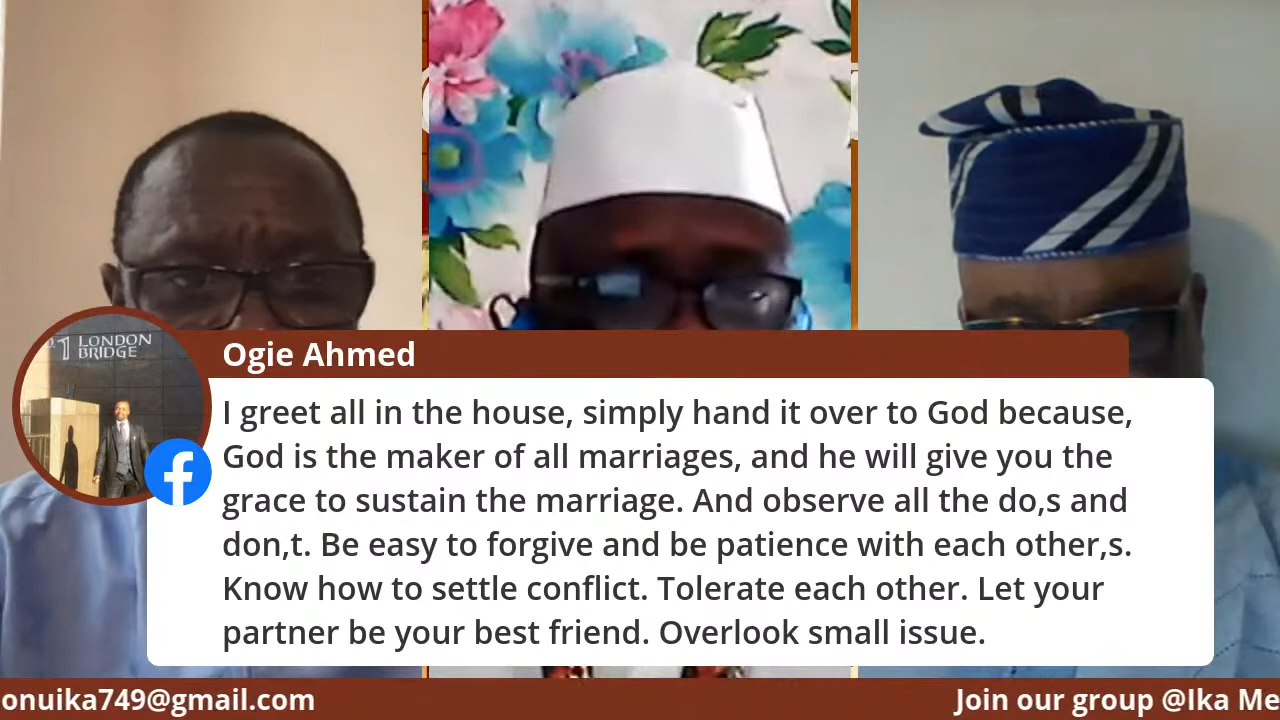 LONDON
BRIDGE
Ogie Ahmed
I greet all in the house, simply hand it over to God because,
God is the maker of all marriages, and he will give you the
grace to sustain the marriage. And observe all the do,s and
don,t. Be easy to forgive and be patience with each other,s.
Know how to settle conflict. Tolerate each other. Let your
partner be your best friend. Overlook small issue.
onuika749@gmail.com
Join our group @Ika Me